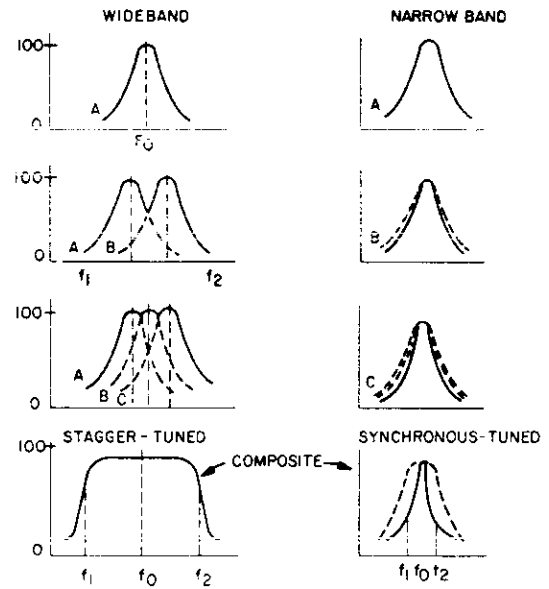 WIDEBAND NARROW BAND
100
A A
0
F0
100
A B B
0
f1 f2
100
A B C C
0
STAGGER-TUNED SYNCHRONOUS-TUNED
100
COMPOSITE
0
f1 f0 f2 f1 f0 f2